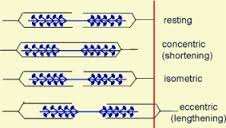 resting
concentric
(shortening)
isometric
eccentric
(lengthening)